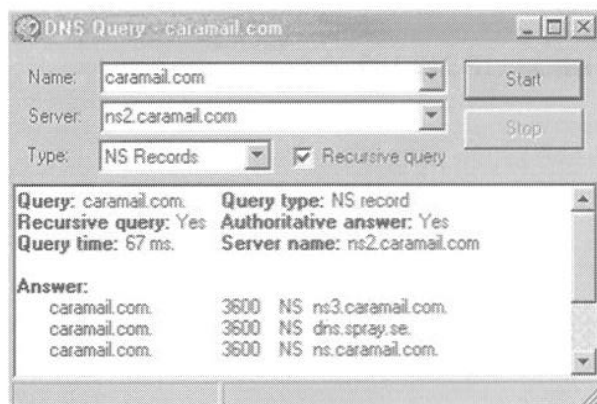 DNS Query - caramail.com
Name: caramail.com Start
Server: ns2.caramail.com Stop
Type: NS Records Recursive query
Query: caramail.com. Query type: NS record
Recursive query: Yes Authoritative answer: Yes
Query time: 67 ms. Server name: ns2.caramail.com
Answer:
caramail.com. 3600 NS ns3.caramail.com.
caramail.com. 3600 NS dns.spray.se.
caramail.com. 3600 NS ns.caramail.com.